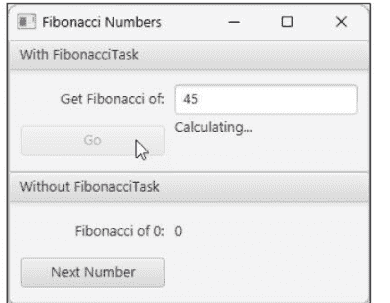 Fibonacci Numbers
With FibonacciTask
Get Fibonacci of: 45
Go Calculating...
Without FibonacciTask
Fibonacci of 0: 0
Next Number